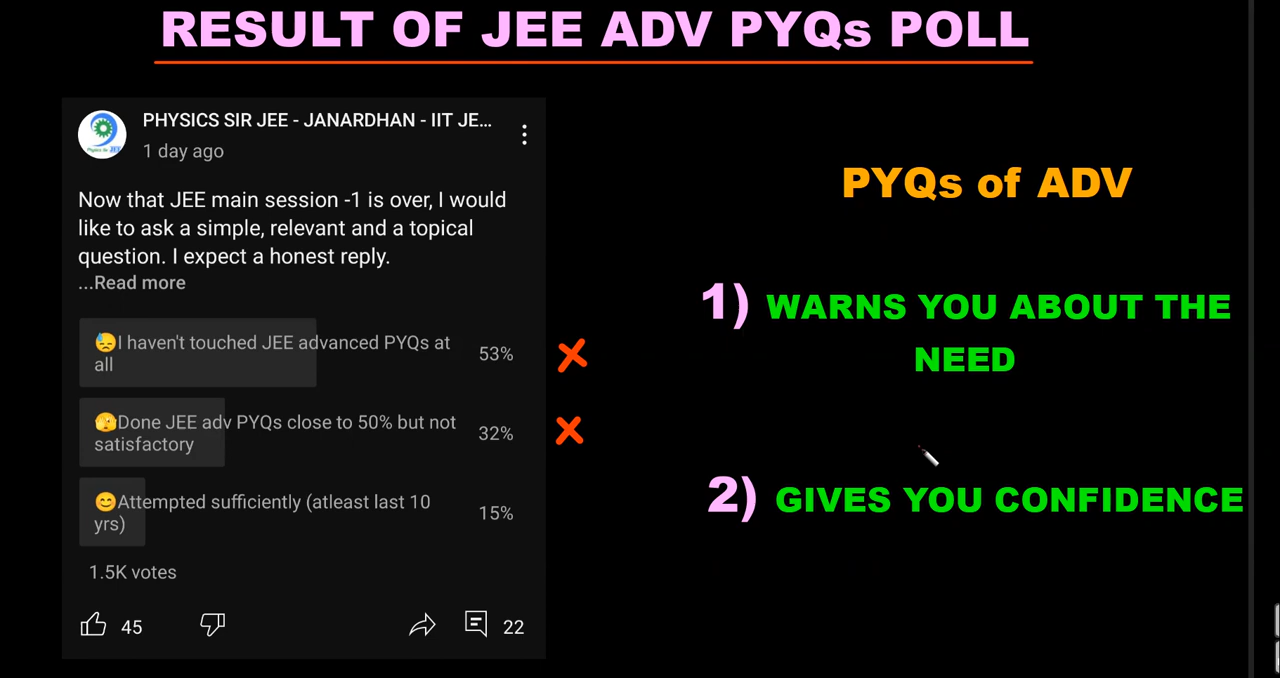 RESULT OF JEE ADV PYQs POLL
PHYSICS SIR JEE - JANARDHAN - IIT JE...
1 day ago
Now that JEE main session -1 is over, I would
like to ask a simple, relevant and a topical
question. I expect a honest reply.
...Read more
😓I haven't touched JEE advanced PYQs at
all
53%
🫣Done JEE adv PYQs close to 50% but not
satisfactory
32%
😊Attempted sufficiently (atleast last 10
yrs)
15%
1.5K votes
45
22
PYQs of ADV
1) WARNS YOU ABOUT THE
NEED
2) GIVES YOU CONFIDENCE